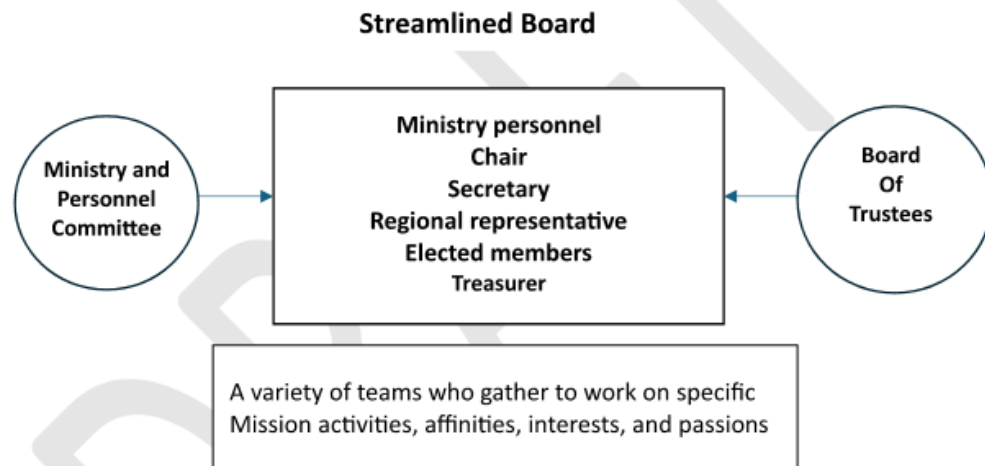 Streamlined Board
Ministry and
Personnel
Committee
Ministry personnel
Chair
Secretary
Regional representative
Elected members
Treasurer
Board
Of
Trustees
A variety of teams who gather to work on specific
Mission activities, affinities, interests, and passions